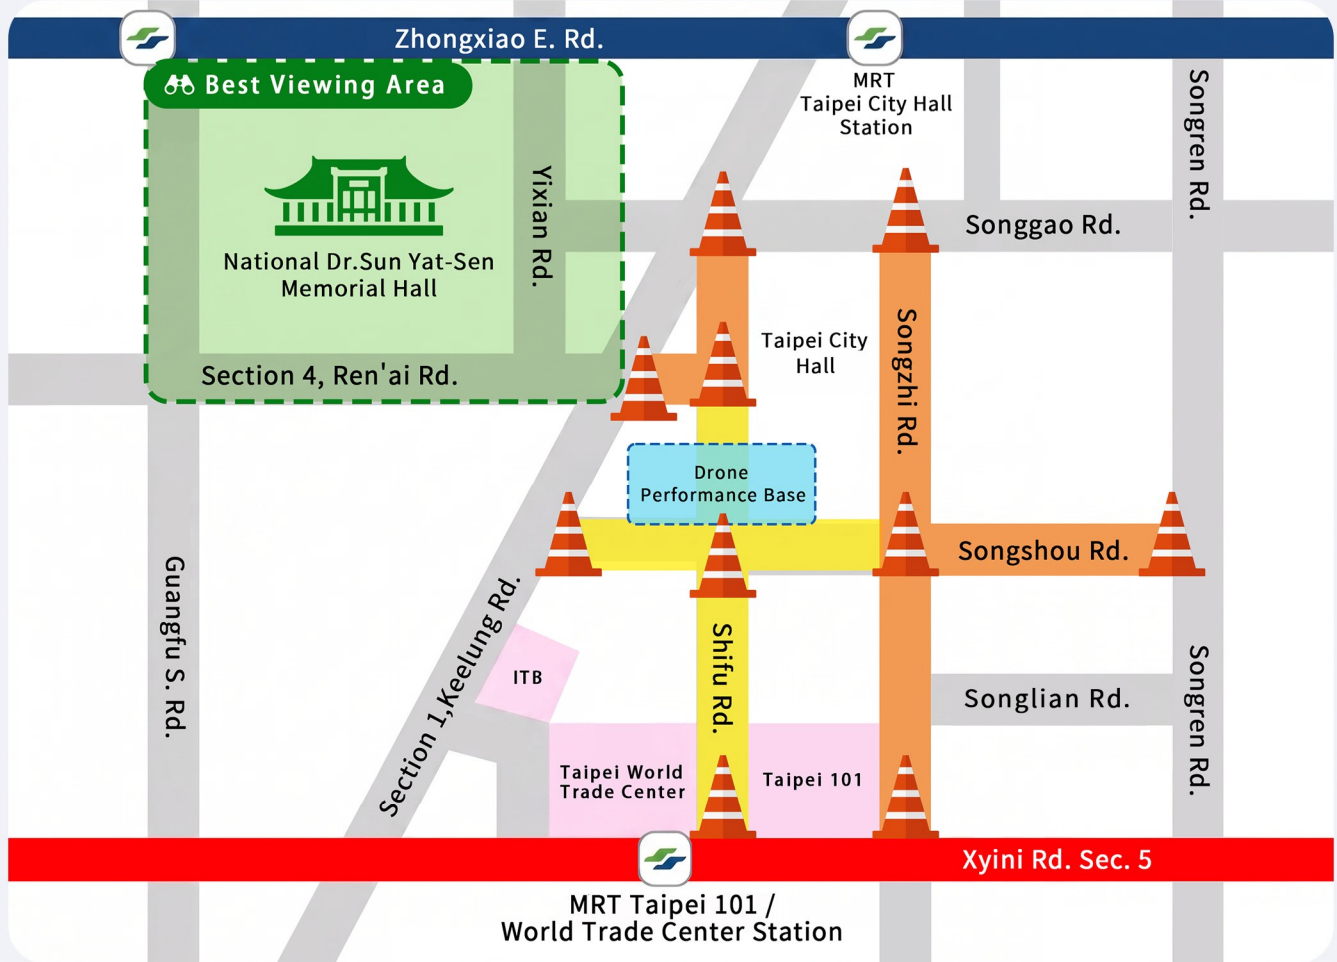 Zhongxiao E. Rd.
Best Viewing Area
MRT
Taipei City Hall
Station
Songren Rd.
Yixian Rd.
National Dr.Sun Yat-Sen
Memorial Hall
Songgao Rd.
Taipei City
Hall
Songzhi Rd.
Section 4, Ren'ai Rd.
Drone
Performance Base
Songshou Rd.
Guangfu S. Rd.
Section 1,Keelung Rd.
ITB
Shifu Rd.
Songlian Rd.
Songren Rd.
Taipei World
Trade Center
Taipei 101
Xyini Rd. Sec. 5
MRT Taipei 101 /
World Trade Center Station